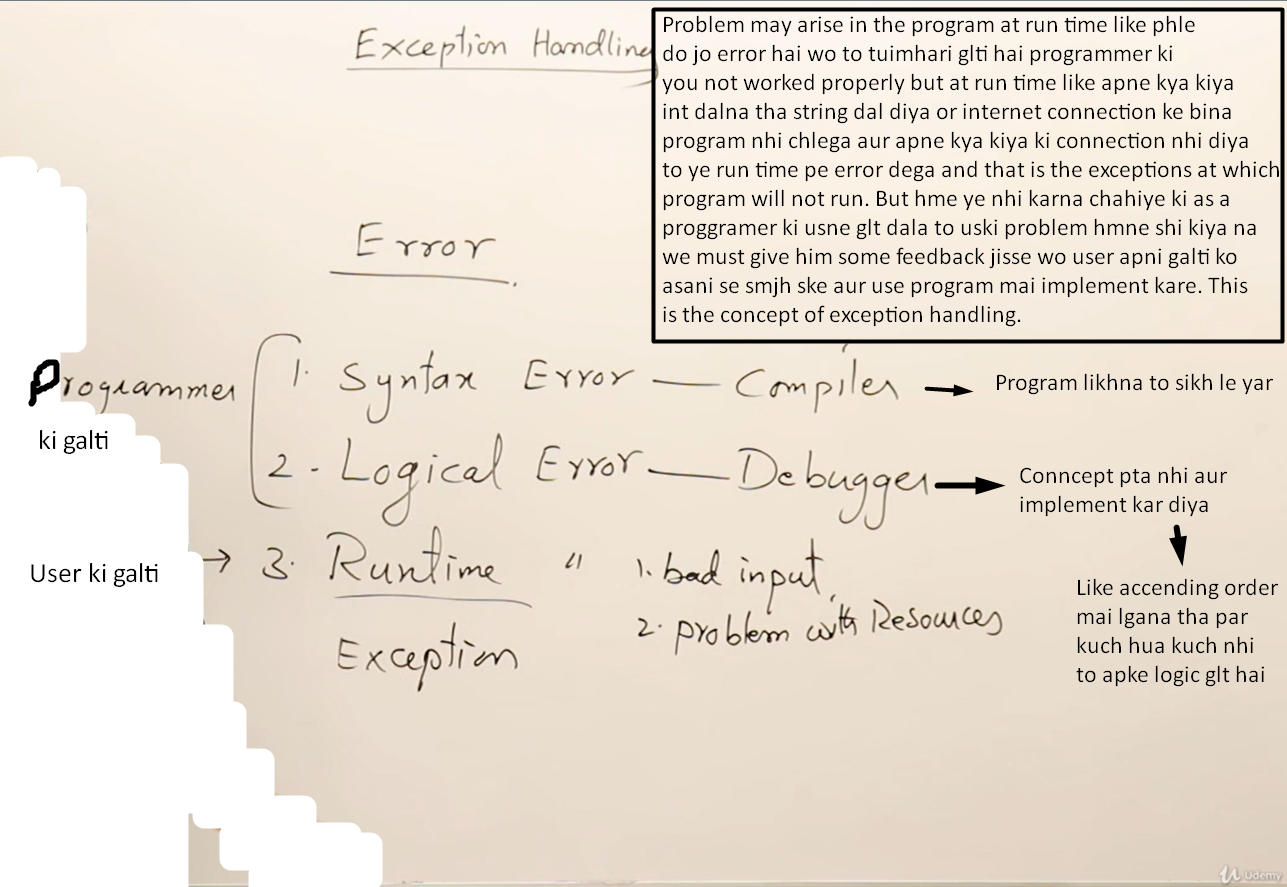 Exception Handling
Problem may arise in the program at run time like phle
do jo error hai wo to tuimhari glti hai programmer ki
you not worked properly but at run time like apne kya kiya
int dalna tha string dal diya or internet connection ke bina
program nhi chlega aur apne kya kiya ki connection nhi diya
to ye run time pe error dega and that is the exceptions at which
program will not run. But hme ye nhi karna chahiye ki as a
proggramer ki usne glt dala to uski problem hmne shi kiya na
we must give him some feedback jisse wo user apni galti ko
asani se smjh ske aur use program mai implement kare. This
is the concept of exception handling.
Error
Programmer
ki galti
1. Syntax Error — Compiler → Program likhna to sikh le yar
2. Logical Error — Debugger → Conncept pta nhi aur
implement kar diya
Like accending order
mai lgana tha par
kuch hua kuch nhi
to apke logic glt hai
User ki galti → 3. Runtime " 1. bad input
2. problem with Resources
Exception
Udemy